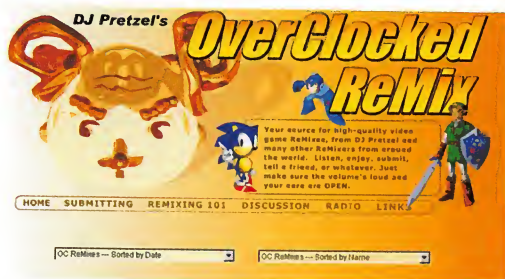 DJ Pretzel's
OverClocked
ReMix
Your source for high-quality video
game ReMixes, from DJ Pretzel and
many other ReMixers from around
the world. Listen, enjoy, submit,
tell a friend, or whatever. Just
make sure the volume's loud and
your ears are OPEN.
HOME SUBMITTING REMIXING 101 DISCUSSION RADIO LINKS
OC ReMixes --- Sorted by Date
OC ReMixes --- Sorted by Name